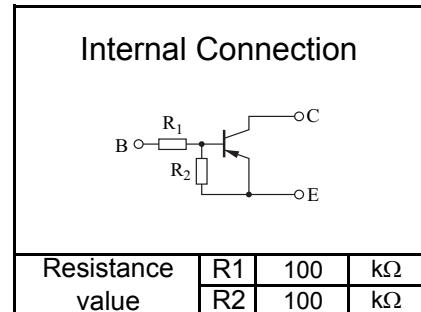 Internal Connection
C
R1
B
R2
E
Resistance value R1 100 kΩ
R2 100 kΩ